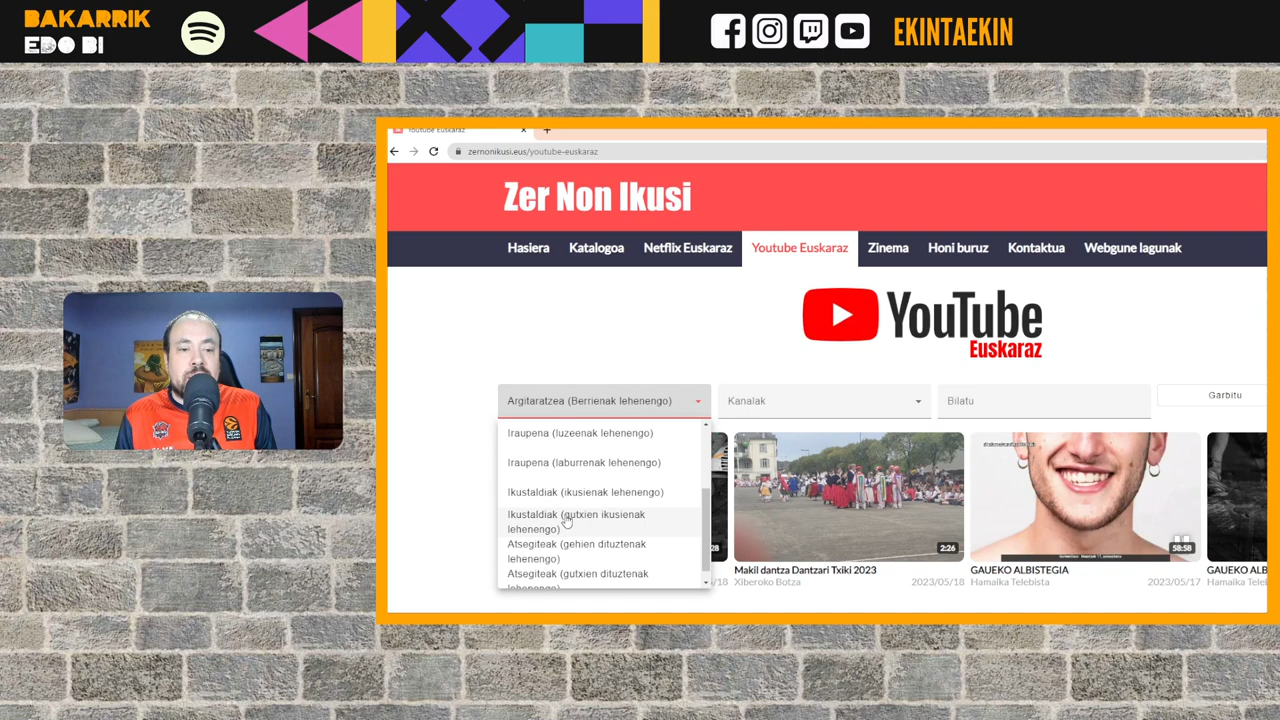 BAKARRIK
EDO BI
EKINTAEKIN
Youtube Euskaraz
zernonikusi.eus/youtube-euskaraz
Zer Non Ikusi
Hasiera Katalogoa Netflix Euskaraz Youtube Euskaraz Zinema Honi buruz Kontaktua Webgune lagunak
YouTube
Euskaraz
Argitaratzea (Berrienak lehenengo) Kanalak Bilatu Garbitu
Iraupena (luzeenak lehenengo)
Iraupena (laburrenak lehenengo)
Ikustaldiak (ikusienak lehenengo)
Ikustaldiak (gutxien ikusienak
lehenengo)
Atsegiteak (gehien dituztenak
lehenengo)
Atsegiteak (gutxien dituztenak
lehenengo)
28 2:26 58:58
Makil dantza Dantzari Txiki 2023 GAUEKO ALBISTEGIA GAUEKO ALB
/18 Xiberoko Botza 2023/05/18 Hamaika Telebista 2023/05/17 Hamaika Tele